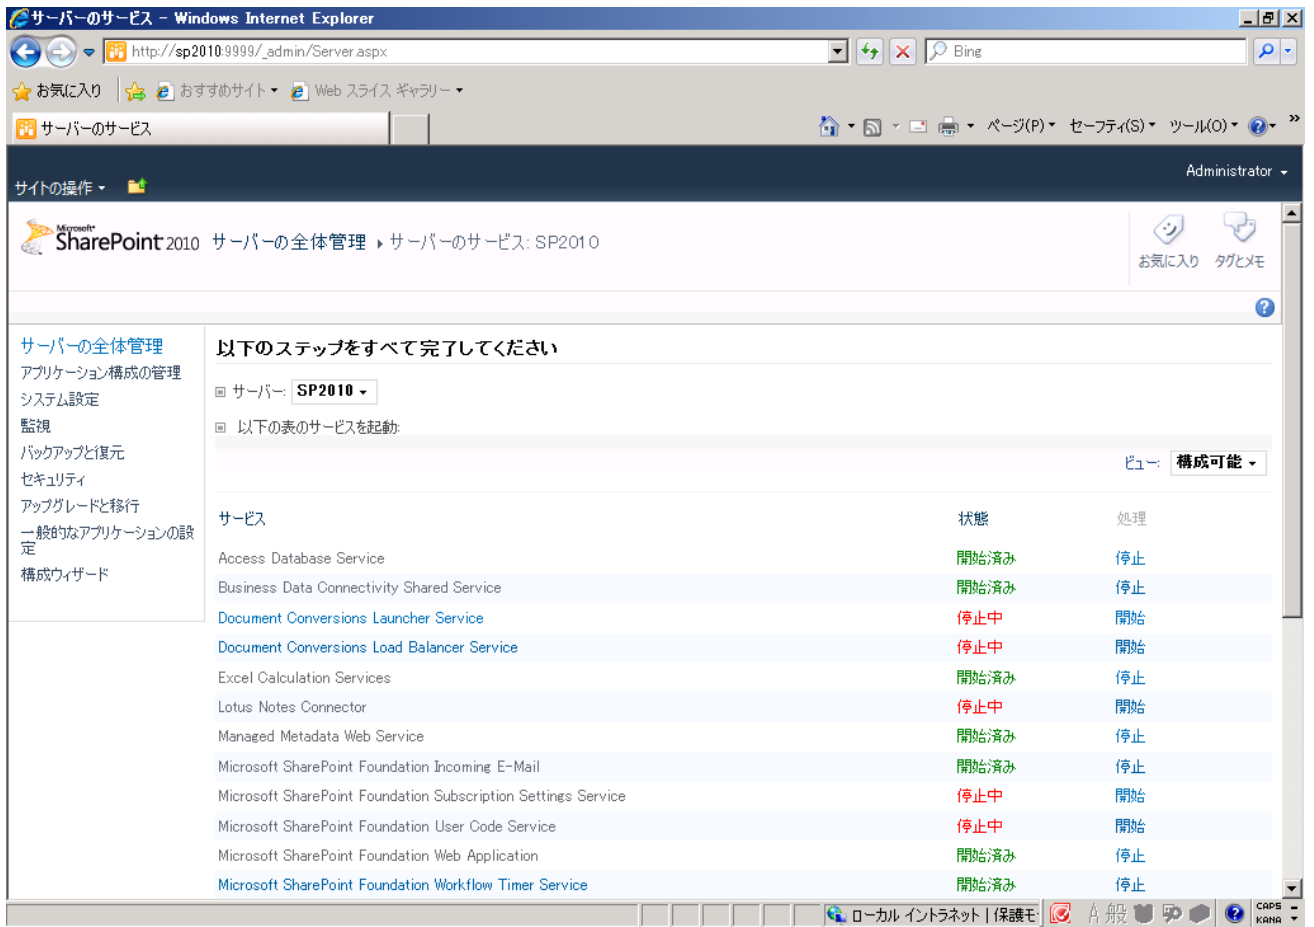 サーバーのサービス - Windows Internet Explorer
http://sp2010:9999/_admin/Server.aspx
Bing
お気に入り おすすめサイト Web スライス ギャラリー
サーバーのサービス
ページ(P) セーフティ(S) ツール(O) »
Administrator
サイトの操作
Microsoft
SharePoint 2010 サーバーの全体管理 サーバーのサービス: SP2010
お気に入り タグとメモ
サーバーの全体管理
アプリケーション構成の管理
システム設定
監視
バックアップと復元
セキュリティ
アップグレードと移行
一般的なアプリケーションの設
定
構成ウィザード
以下のステップをすべて完了してください
サーバー: SP2010
以下の表のサービスを起動:
ビュー: 構成可能
サービス 状態 処理
Access Database Service 開始済み 停止
Business Data Connectivity Shared Service 開始済み 停止
Document Conversions Launcher Service 停止中 開始
Document Conversions Load Balancer Service 停止中 開始
Excel Calculation Services 開始済み 停止
Lotus Notes Connector 停止中 開始
Managed Metadata Web Service 開始済み 停止
Microsoft SharePoint Foundation Incoming E-Mail 開始済み 停止
Microsoft SharePoint Foundation Subscription Settings Service 停止中 開始
Microsoft SharePoint Foundation User Code Service 停止中 開始
Microsoft SharePoint Foundation Web Application 開始済み 停止
Microsoft SharePoint Foundation Workflow Timer Service 開始済み 停止
ローカル イントラネット | 保護モ
A 般
CAPS
KANA